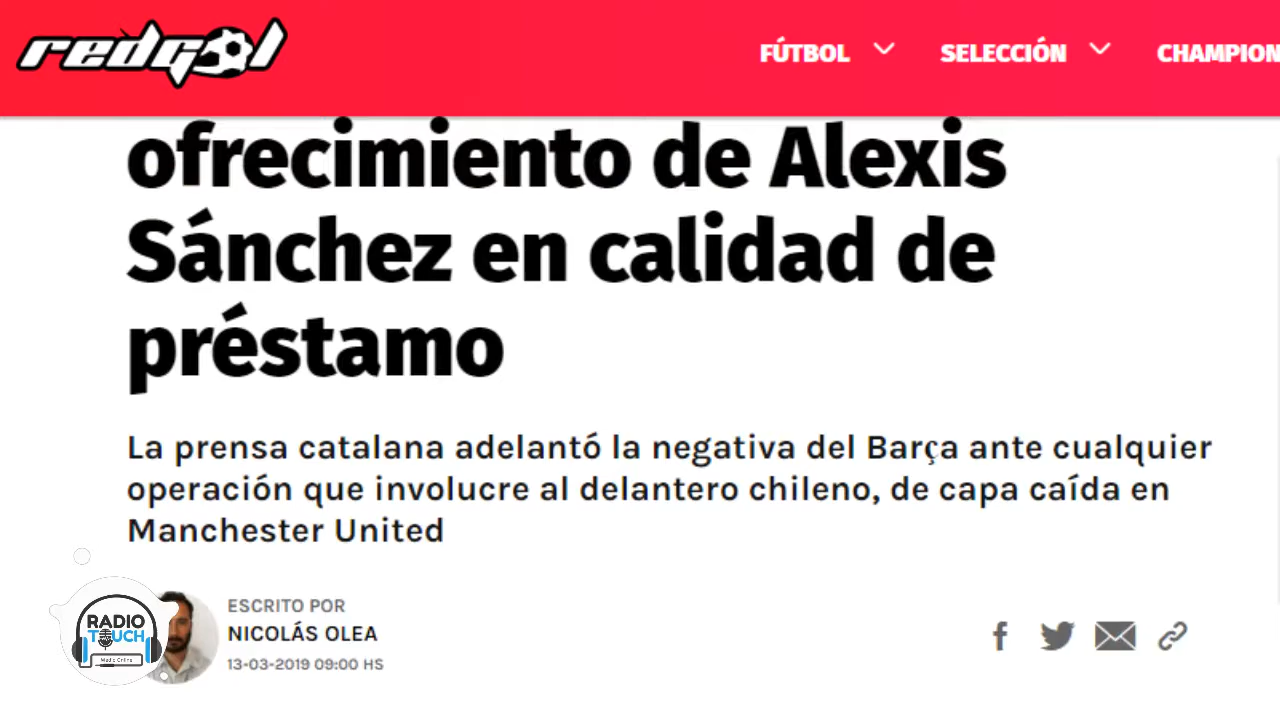 redgol
FÚTBOL SELECCIÓN CHAMPION
ofrecimiento de Alexis
Sánchez en calidad de
préstamo
La prensa catalana adelantó la negativa del Barça ante cualquier
operación que involucre al delantero chileno, de capa caída en
Manchester United
ESCRITO POR
NICOLÁS OLEA
13-03-2019 09:00 HS
RADIO
TOUCH
Medio Online